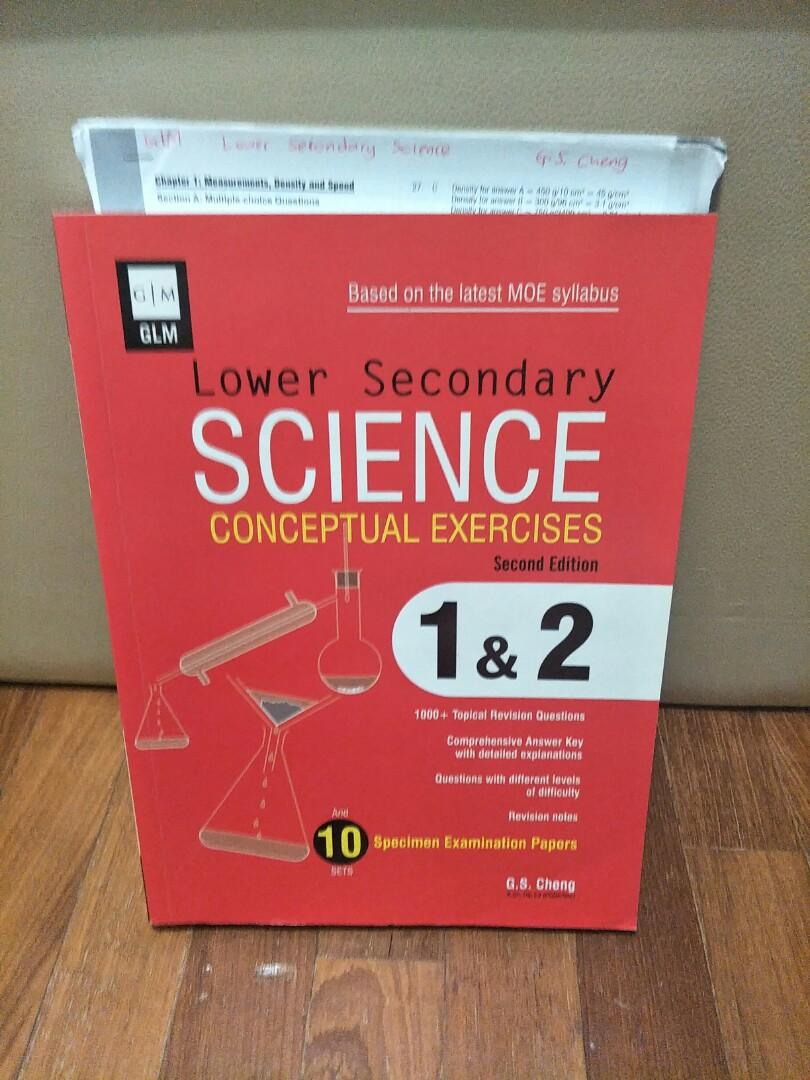 GLM Lower Secondary Science G.S. Cheng
Chapter 1: Measurements, Density and Speed
Section A: Multiple-choice Questions
27 C Density for answer A = 450 g/10 cm³ = 45 g/cm³
Density for answer B = 300 g/96 cm³ = 3.1 g/cm³
G|M
GLM
Based on the latest MOE syllabus
Lower Secondary
SCIENCE
CONCEPTUAL EXERCISES
Second Edition
1 & 2
1000+ Topical Revision Questions
Comprehensive Answer Key
with detailed explanations
Questions with different levels
of difficulty
Revision notes
And
10 Specimen Examination Papers
SETS
G.S. Cheng